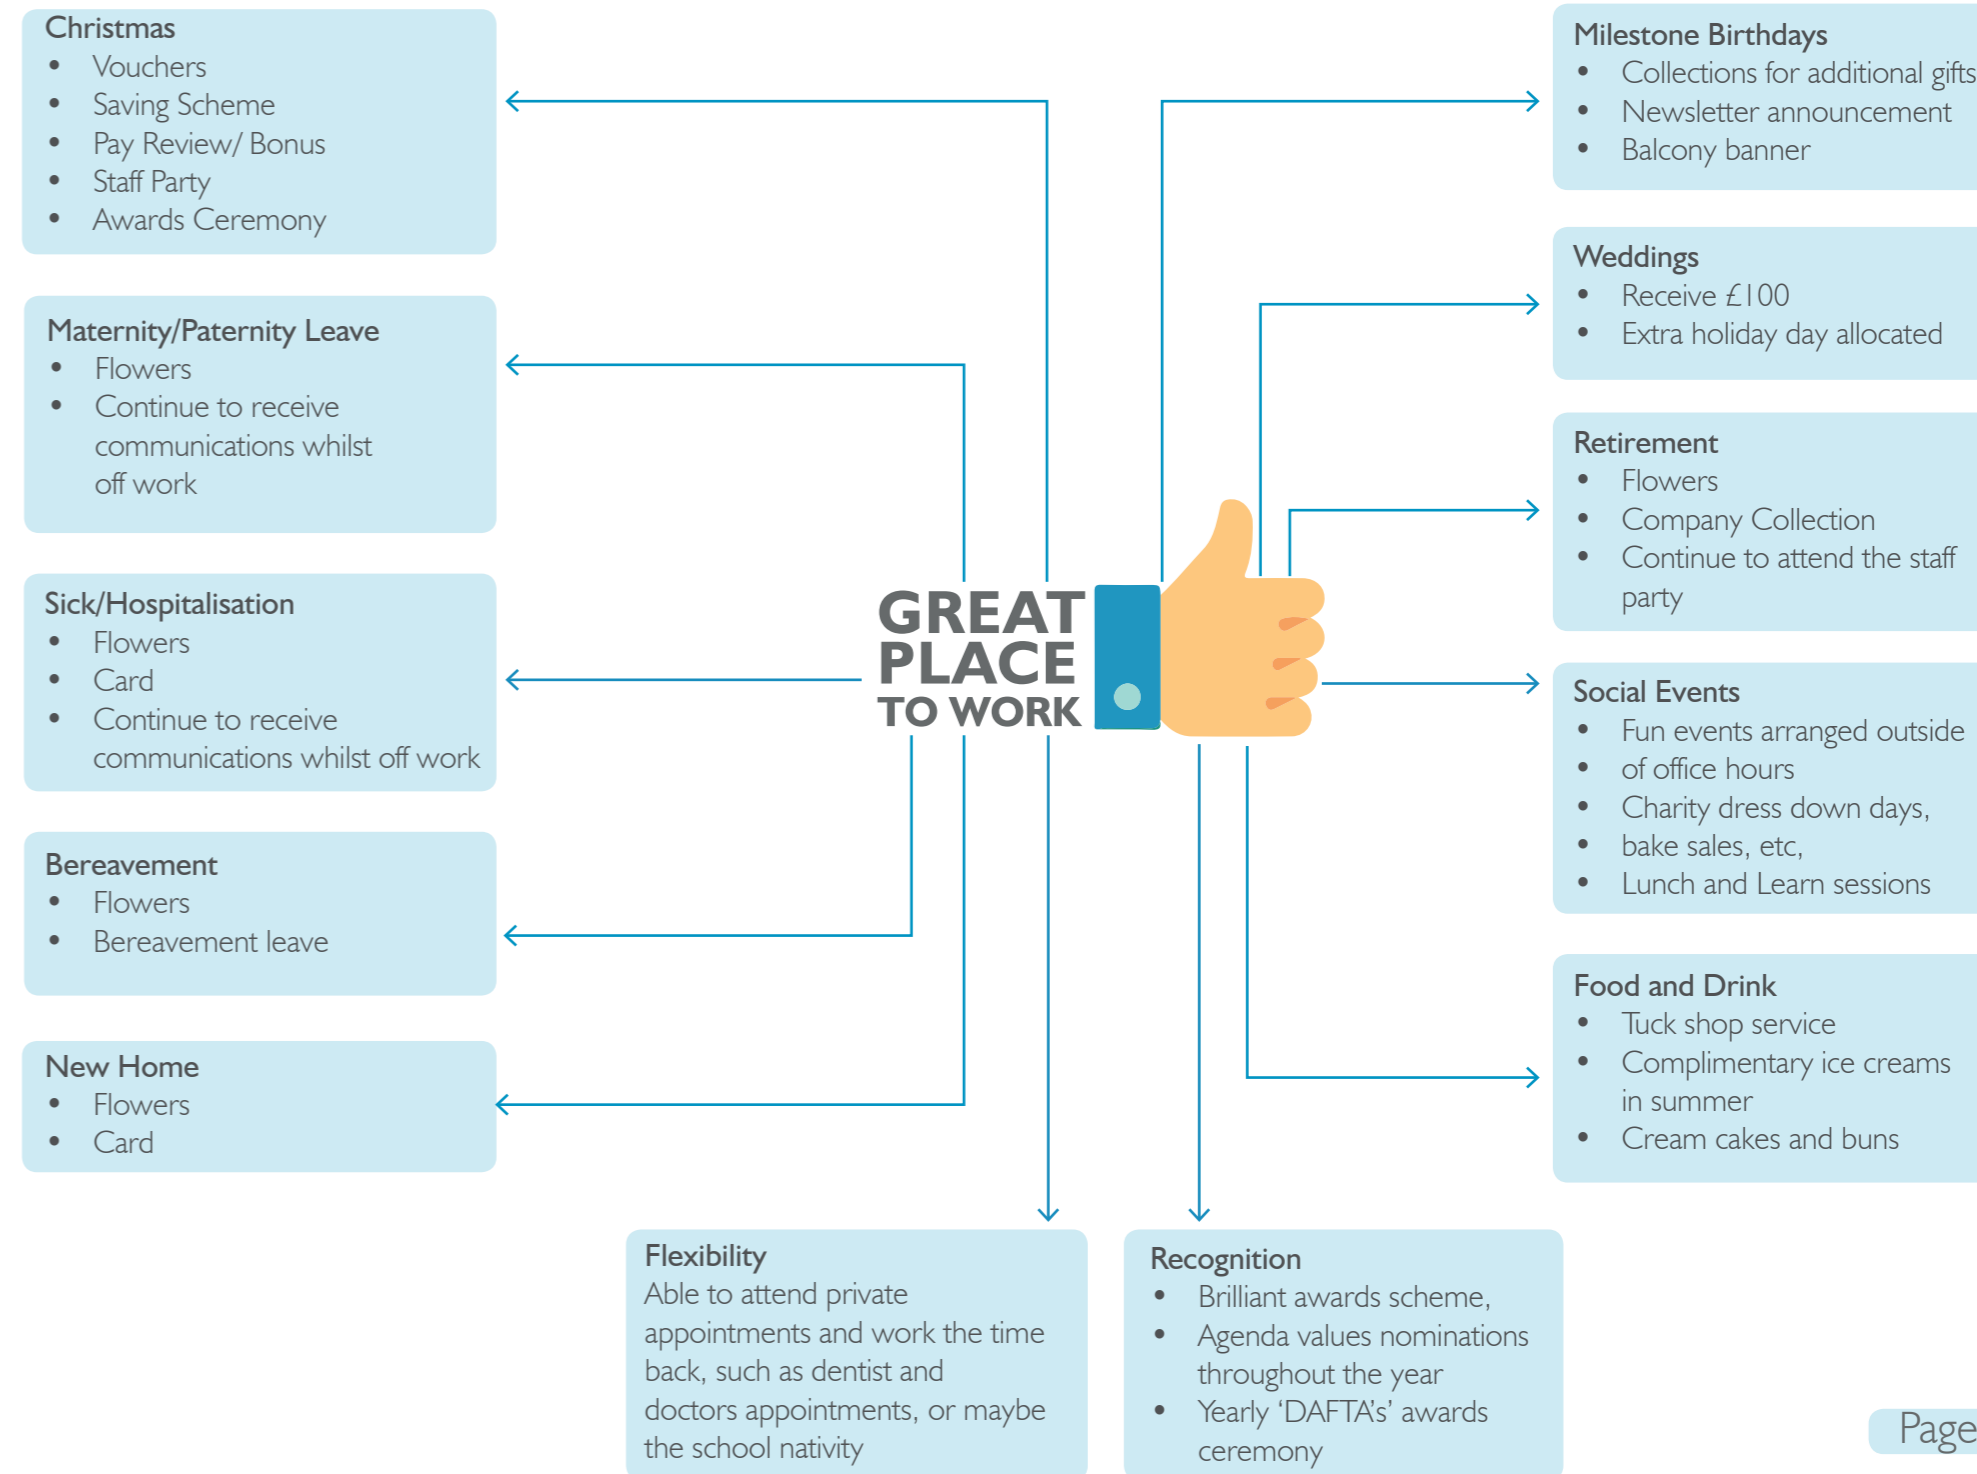 Christmas
• Vouchers
• Saving Scheme
• Pay Review/ Bonus
• Staff Party
• Awards Ceremony
Maternity/Paternity Leave
• Flowers
• Continue to receive
communications whilst
off work
Sick/Hospitalisation
• Flowers
• Card
• Continue to receive
communications whilst off work
Bereavement
• Flowers
• Bereavement leave
New Home
• Flowers
• Card
GREAT
PLACE
TO WORK
Milestone Birthdays
• Collections for additional gifts
• Newsletter announcement
• Balcony banner
Weddings
• Receive £100
• Extra holiday day allocated
Retirement
• Flowers
• Company Collection
• Continue to attend the staff
party
Social Events
• Fun events arranged outside
• of office hours
• Charity dress down days,
• bake sales, etc,
• Lunch and Learn sessions
Food and Drink
• Tuck shop service
• Complimentary ice creams
in summer
• Cream cakes and buns
Flexibility
Able to attend private
appointments and work the time
back, such as dentist and
doctors appointments, or maybe
the school nativity
Recognition
• Brilliant awards scheme,
• Agenda values nominations
throughout the year
• Yearly ‘DAFTA’s’ awards
ceremony
Page